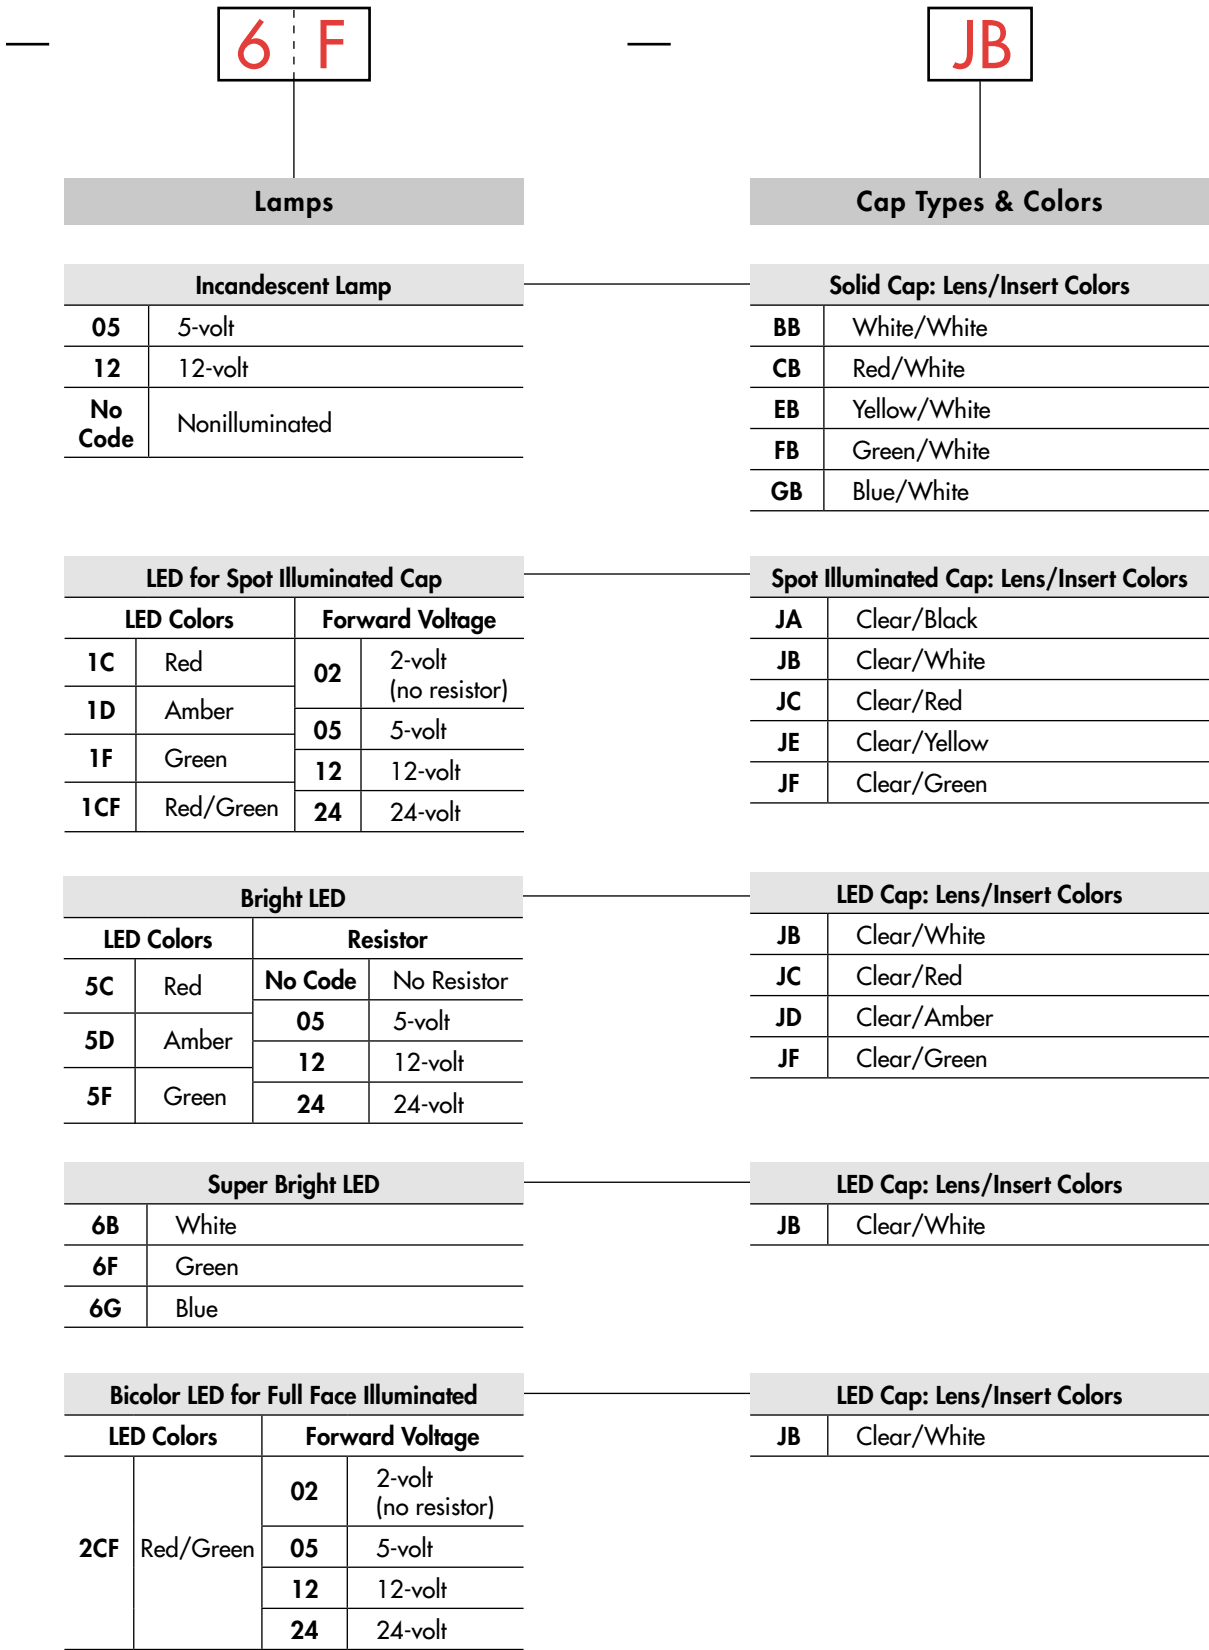 — 6 F — JB
Lamps
Cap Types & Colors
Incandescent Lamp
05 5-volt
12 12-volt
No Code Nonilluminated
Solid Cap: Lens/Insert Colors
BB White/White
CB Red/White
EB Yellow/White
FB Green/White
GB Blue/White
LED for Spot Illuminated Cap
LED Colors Forward Voltage
1C Red
1D Amber
1F Green
1CF Red/Green
02 2-volt
(no resistor)
05 5-volt
12 12-volt
24 24-volt
Spot Illuminated Cap: Lens/Insert Colors
JA Clear/Black
JB Clear/White
JC Clear/Red
JE Clear/Yellow
JF Clear/Green
Bright LED
LED Colors Resistor
5C Red
5D Amber
5F Green
No Code No Resistor
05 5-volt
12 12-volt
24 24-volt
LED Cap: Lens/Insert Colors
JB Clear/White
JC Clear/Red
JD Clear/Amber
JF Clear/Green
Super Bright LED
6B White
6F Green
6G Blue
LED Cap: Lens/Insert Colors
JB Clear/White
Bicolor LED for Full Face Illuminated
LED Colors Forward Voltage
2CF Red/Green
02 2-volt
(no resistor)
05 5-volt
12 12-volt
24 24-volt
LED Cap: Lens/Insert Colors
JB Clear/White